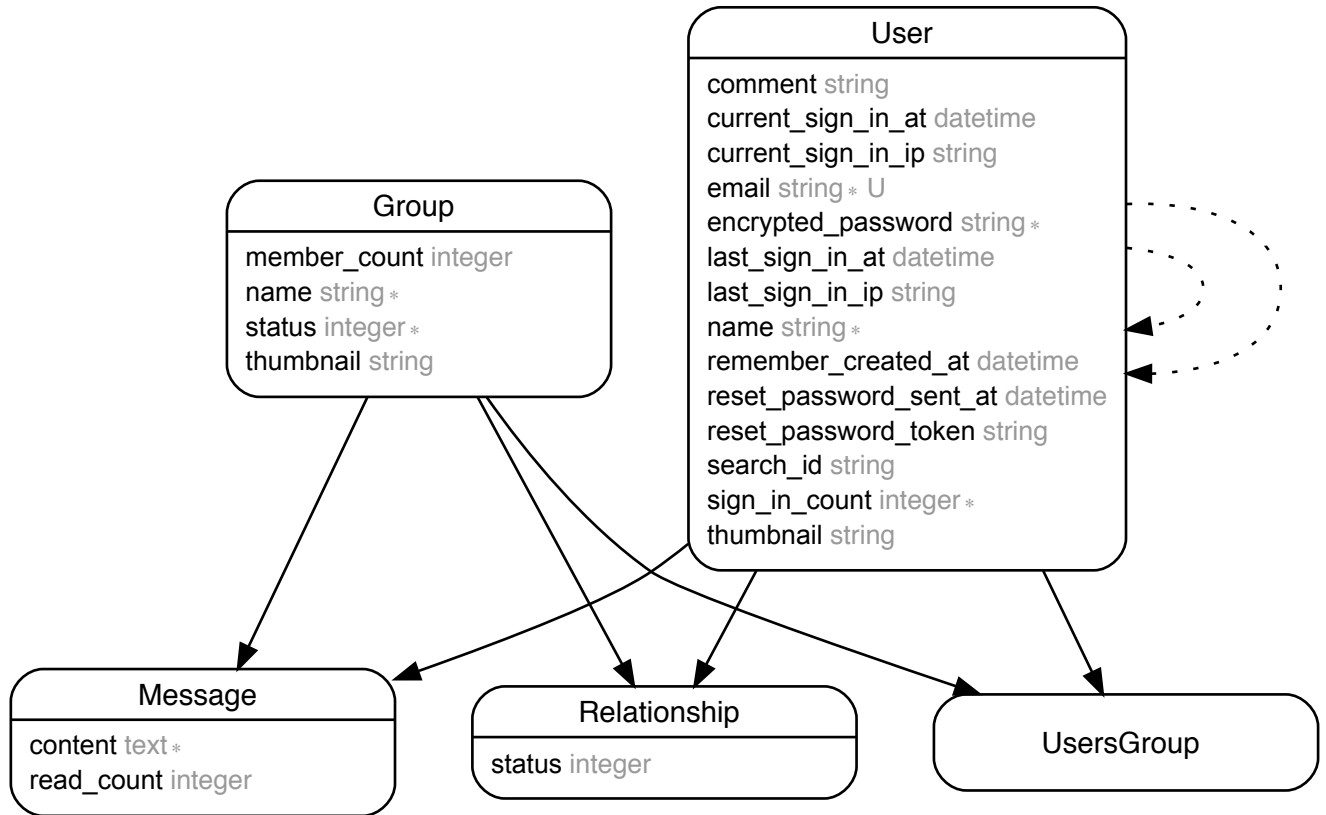 User
comment string
current_sign_in_at datetime
current_sign_in_ip string
email string∗ U
encrypted_password string∗
last_sign_in_at datetime
last_sign_in_ip string
name string∗
remember_created_at datetime
reset_password_sent_at datetime
reset_password_token string
search_id string
sign_in_count integer∗
thumbnail string
Group
member_count integer
name string∗
status integer∗
thumbnail string
Message
content text∗
read_count integer
Relationship
status integer
UsersGroup